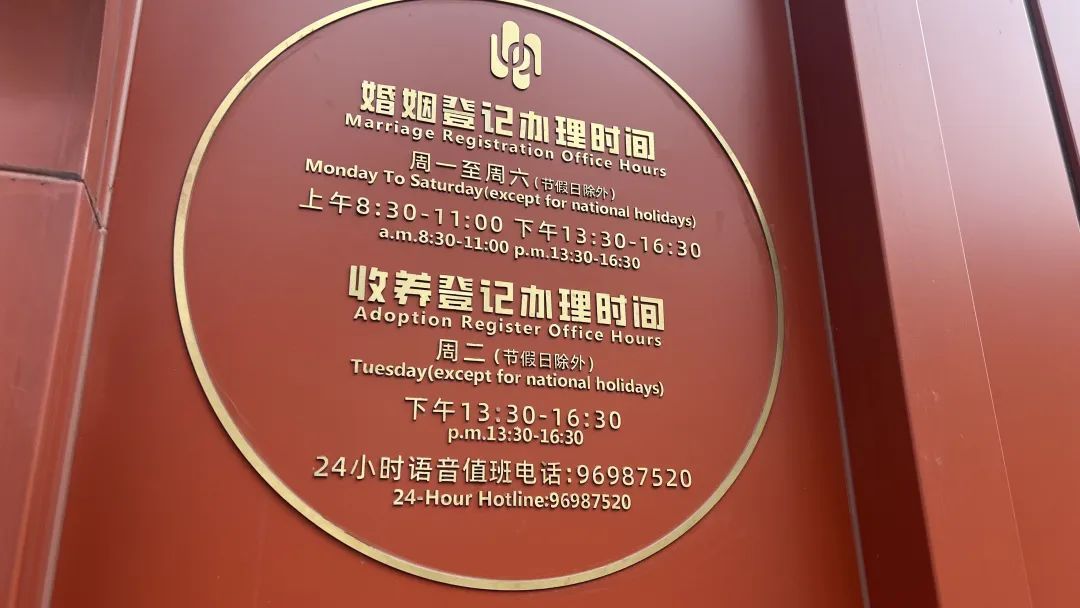 婚姻登记办理时间
Marriage Registration Office Hours
周一至周六(节假日除外)
Monday To Saturday(except for national holidays)
上午8:30-11:00 下午13:30-16:30
a.m.8:30-11:00 p.m.13:30-16:30
收养登记办理时间
Adoption Register Office Hours
周二(节假日除外)
Tuesday(except for national holidays)
下午13:30-16:30
p.m.13:30-16:30
24小时语音值班电话:96987520
24-Hour Hotline:96987520